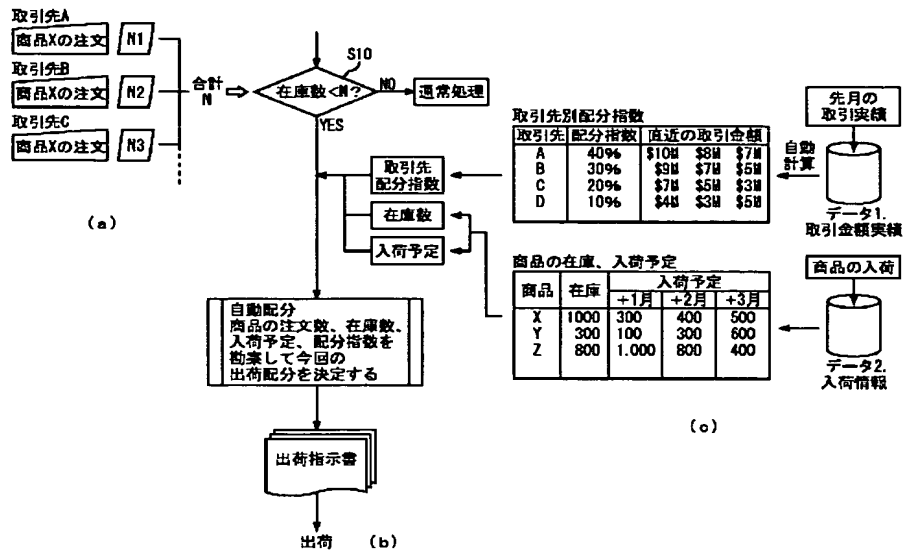 取引先A
商品Xの注文 N1
取引先B
商品Xの注文 N2
取引先C
商品Xの注文 N3
合計
N
(a)
S10
在庫数<N?
NO
通常処理
YES
取引先
配分指数
在庫数
入荷予定
自動配分
商品の注文数、在庫数、
入荷予定、配分指数を
勘案して今回の
出荷配分を決定する
出荷指示書
出荷
(b)
取引先別配分指数
取引先 配分指数 直近の取引金額
A 40% $10M $8M $7M
B 30% $9M $7M $5M
C 20% $7M $5M $3M
D 10% $4M $3M $5M
自動
計算
先月の
取引実績
データ1.
取引金額実績
商品の在庫、入荷予定
商品 在庫 入荷予定
+1月 +2月 +3月
X 1000 300 400 500
Y 300 100 300 600
Z 800 1.000 800 400
商品の入荷
データ2.
入荷情報
(c)